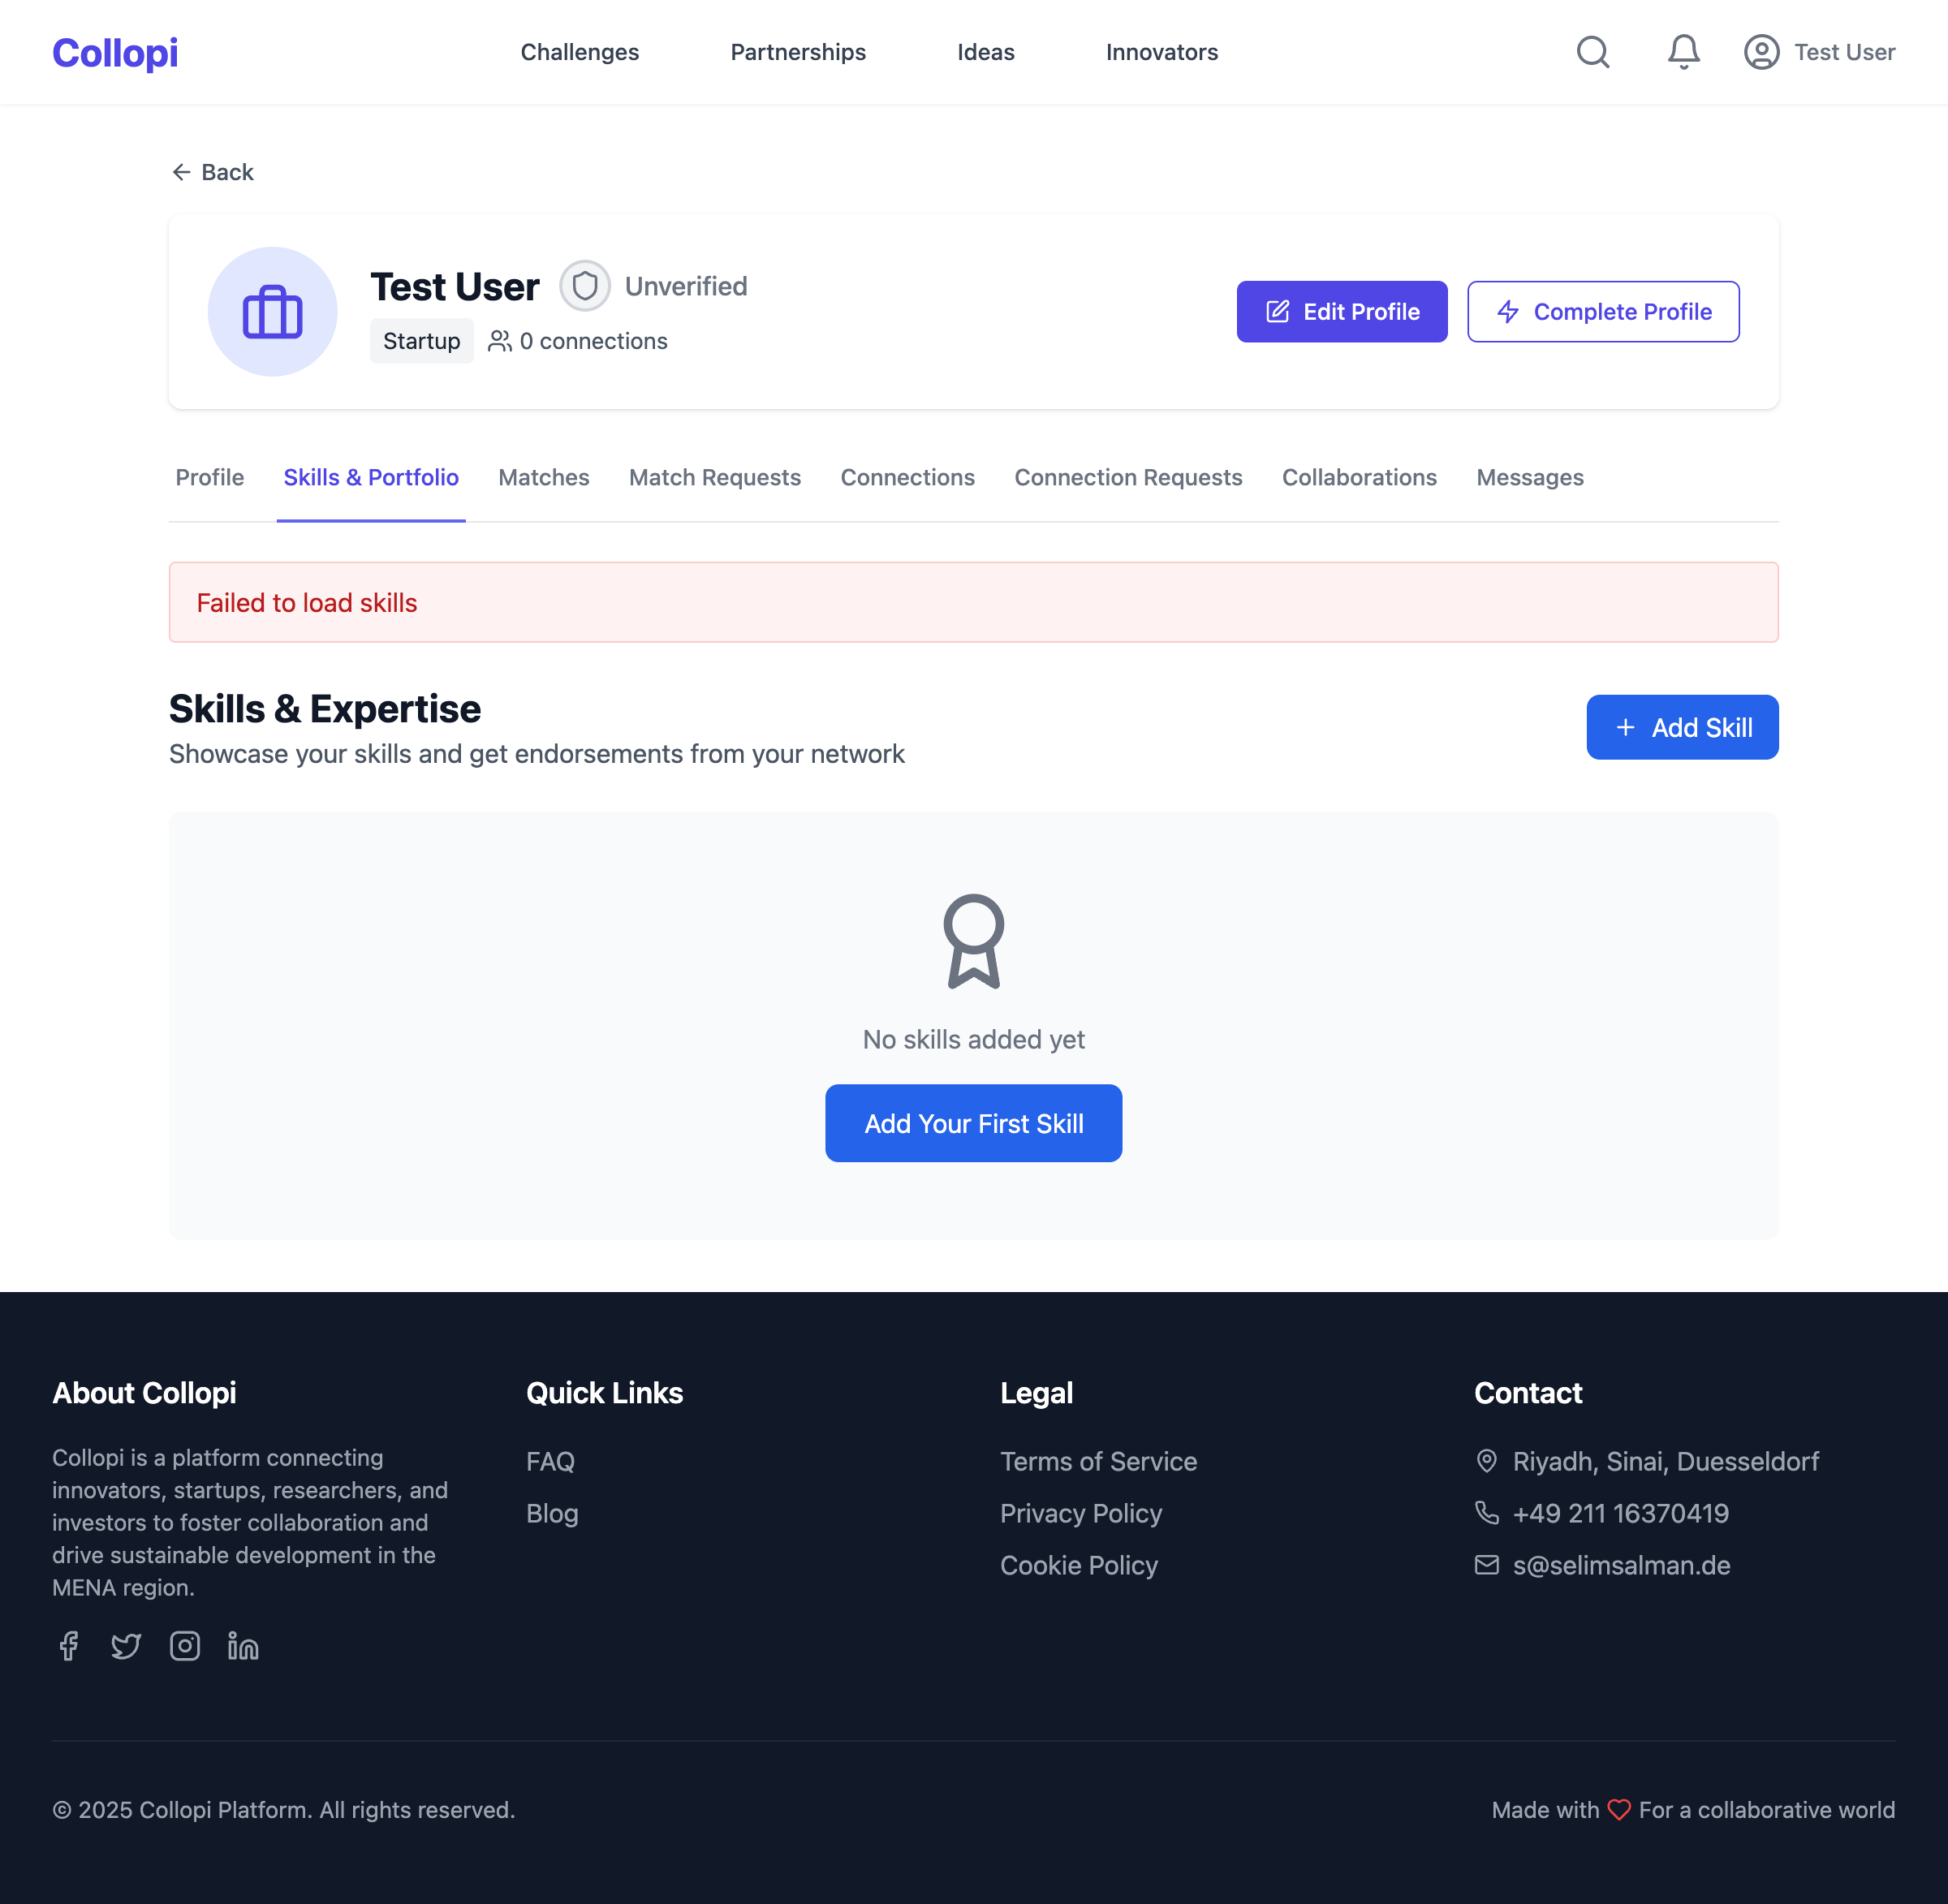 Collopi
Challenges
Partnerships
Ideas
Innovators
Test User
Back
Test User
Unverified
Startup
0 connections
Edit Profile
Complete Profile
Profile
Skills & Portfolio
Matches
Match Requests
Connections
Connection Requests
Collaborations
Messages
Failed to load skills
Skills & Expertise
Showcase your skills and get endorsements from your network
Add Skill
No skills added yet
Add Your First Skill
About Collopi
Collopi is a platform connecting
innovators, startups, researchers, and
investors to foster collaboration and
drive sustainable development in the
MENA region.
Quick Links
FAQ
Blog
Legal
Terms of Service
Privacy Policy
Cookie Policy
Contact
Riyadh, Sinai, Duesseldorf
+49 211 16370419
s@selimsalman.de
© 2025 Collopi Platform. All rights reserved.
Made with For a collaborative world